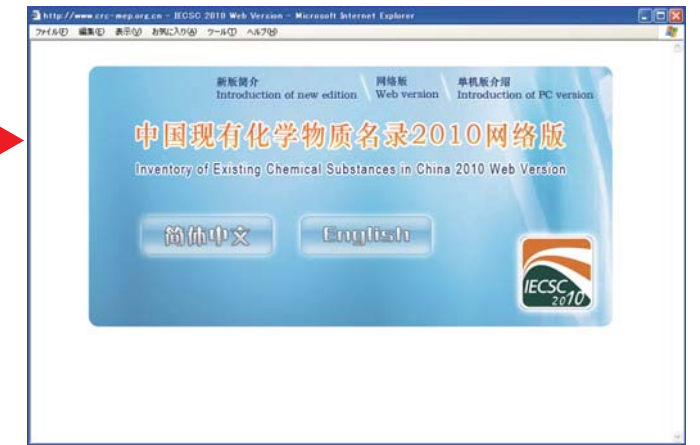 http://www.crc-mep.org.cn - IECSC 2010 Web Version - Microsoft Internet Explorer
ファイル(F) 編集(E) 表示(V) お気に入り(A) ツール(T) ヘルプ(H)
新版简介 网络版 单机版介绍
Introduction of new edition Web version Introduction of PC version
中国现有化学物质名录2010网络版
Inventory of Existing Chemical Substances in China 2010 Web Version
简体中文 English
IECSC
2010